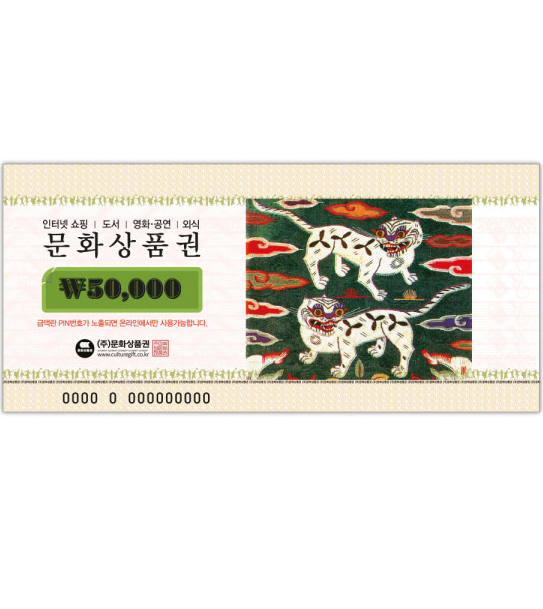 인터넷 쇼핑 | 도서 | 영화·공연 | 외식
문화상품권
₩50,000
금액란 PIN번호가 노출되면 온라인에서만 사용가능합니다.
(주)문화상품권
www.culturegift.co.kr
0000 0 000000000